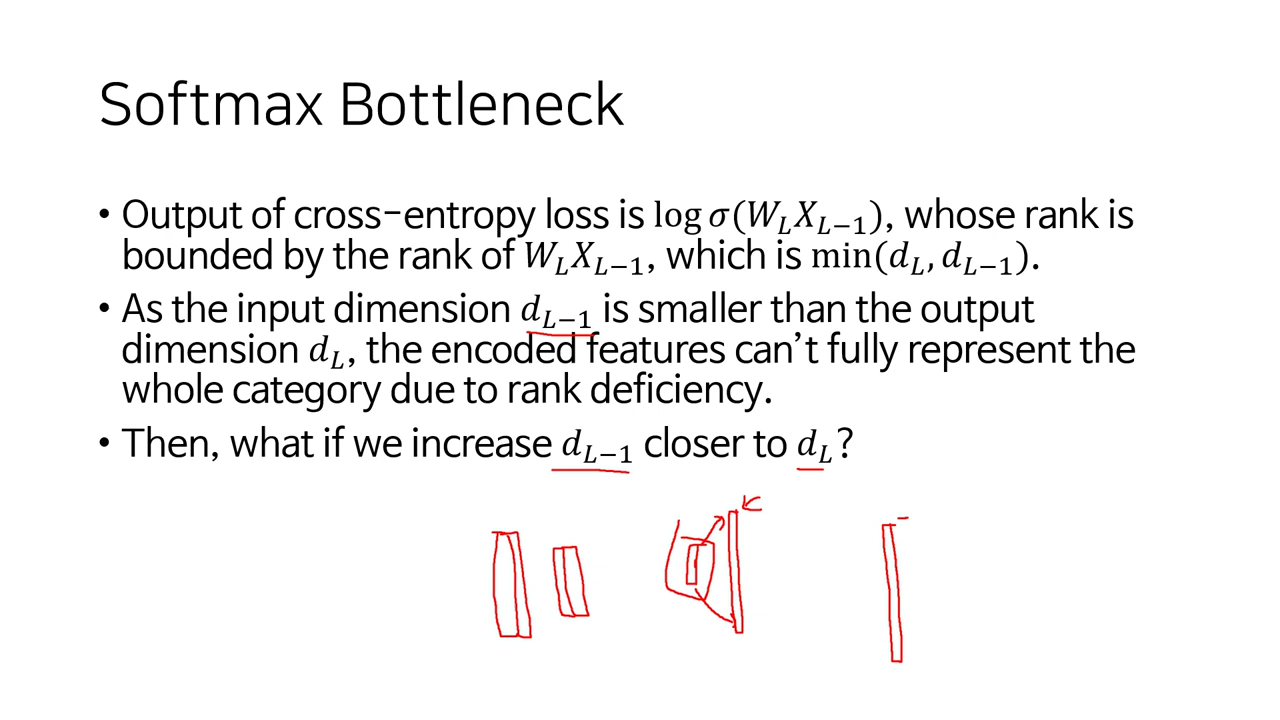 Softmax Bottleneck
• Output of cross-entropy loss is log σ(W_L X_{L−1}), whose rank is
bounded by the rank of W_L X_{L−1}, which is min(d_L, d_{L−1}).
• As the input dimension d_{L−1} is smaller than the output
dimension d_L, the encoded features can't fully represent the
whole category due to rank deficiency.
• Then, what if we increase d_{L−1} closer to d_L?